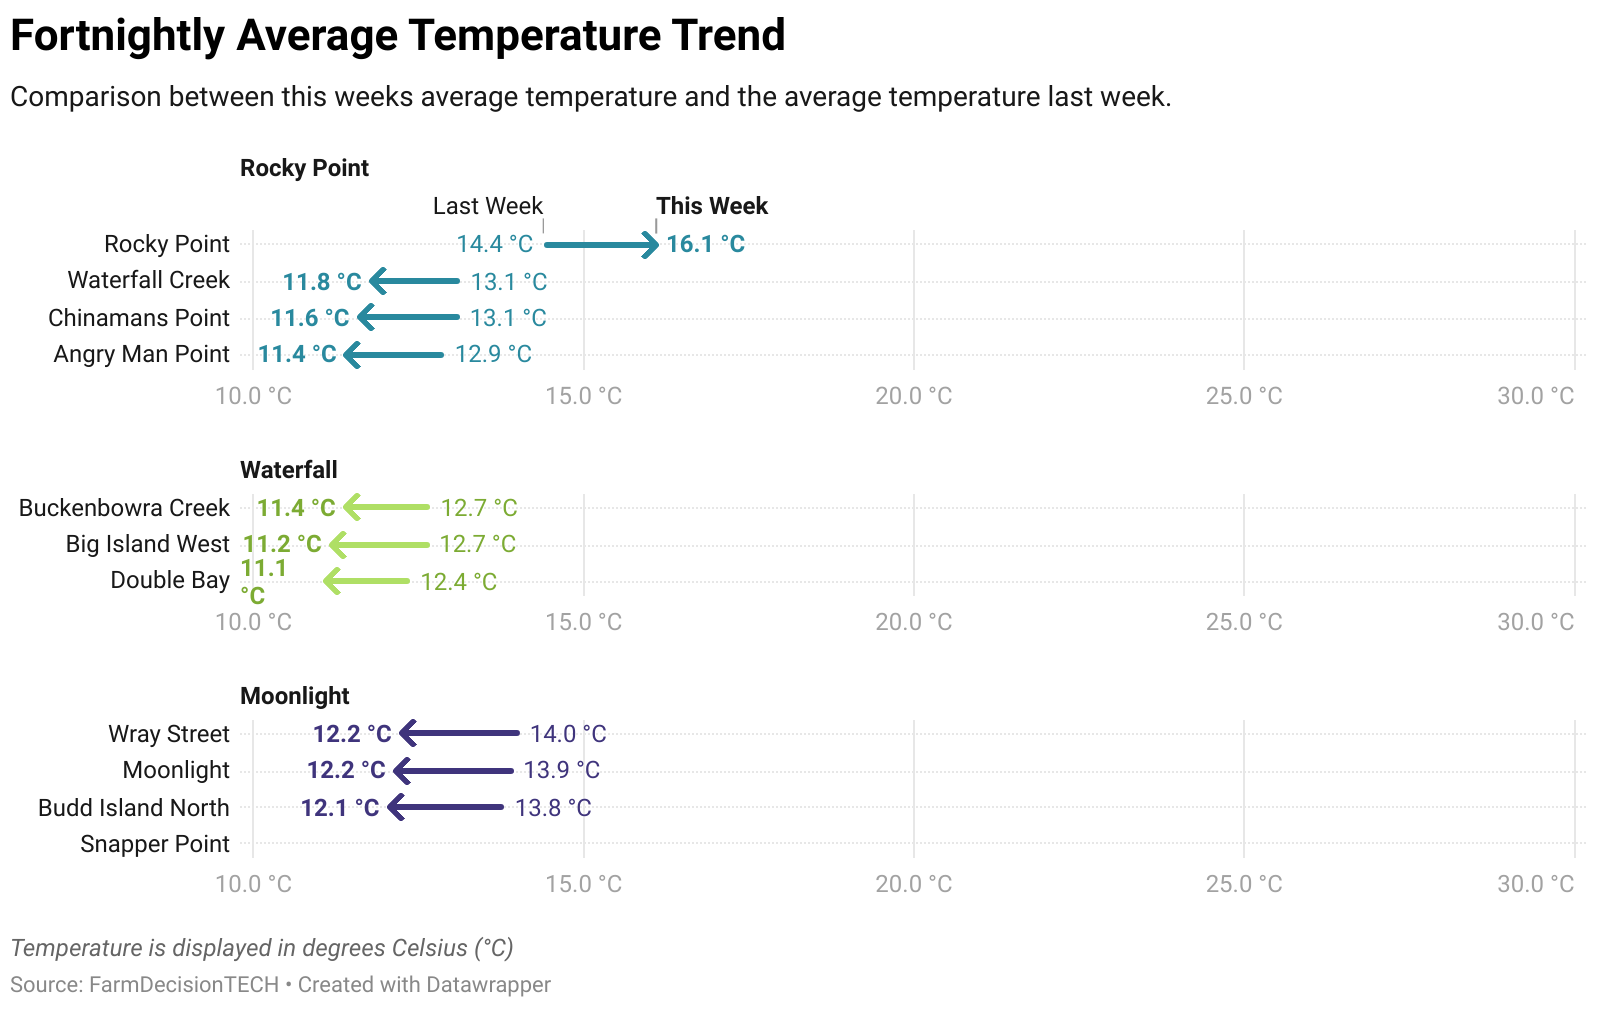 Fortnightly Average Temperature Trend
Comparison between this weeks average temperature and the average temperature last week.
Rocky Point
Last Week This Week
Rocky Point 14.4 °C 16.1 °C
Waterfall Creek 11.8 °C 13.1 °C
Chinamans Point 11.6 °C 13.1 °C
Angry Man Point 11.4 °C 12.9 °C
10.0 °C 15.0 °C 20.0 °C 25.0 °C 30.0 °C
Waterfall
Buckenbowra Creek 11.4 °C 12.7 °C
Big Island West 11.2 °C 12.7 °C
Double Bay 11.1 °C 12.4 °C
10.0 °C 15.0 °C 20.0 °C 25.0 °C 30.0 °C
Moonlight
Wray Street 12.2 °C 14.0 °C
Moonlight 12.2 °C 13.9 °C
Budd Island North 12.1 °C 13.8 °C
Snapper Point
10.0 °C 15.0 °C 20.0 °C 25.0 °C 30.0 °C
Temperature is displayed in degrees Celsius (°C)
Source: FarmDecisionTECH • Created with Datawrapper